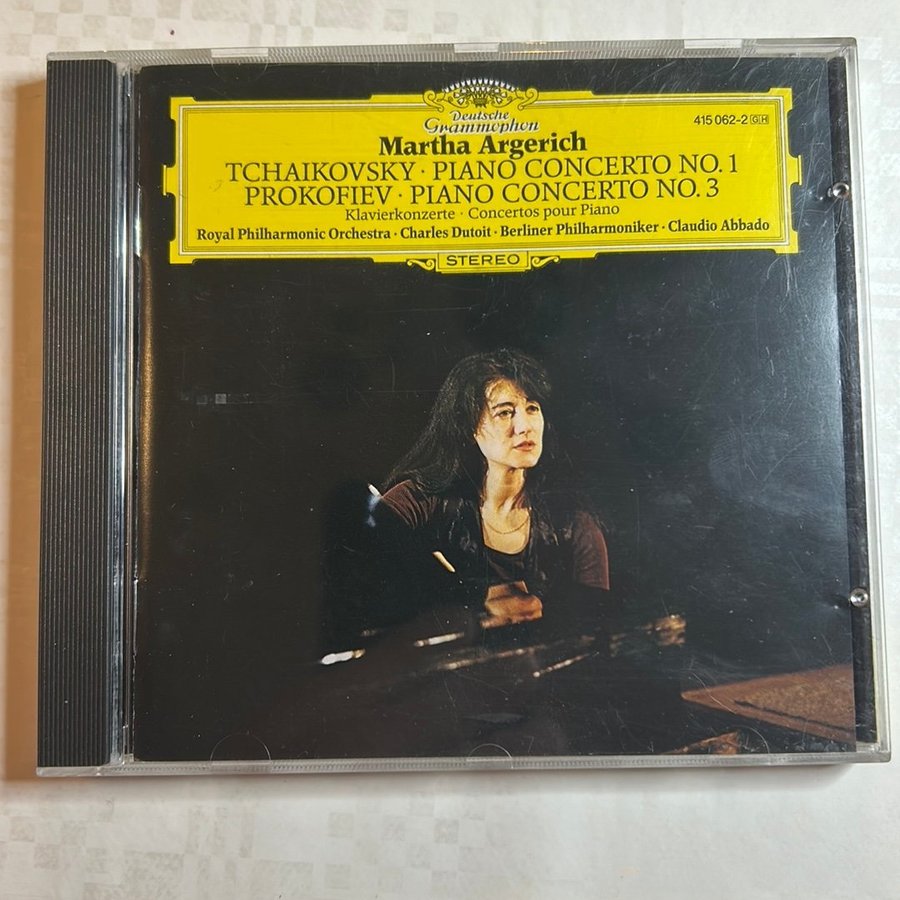 Deutsche
Grammophon
415 062-2 GH
Martha Argerich
TCHAIKOVSKY · PIANO CONCERTO NO. 1
PROKOFIEV · PIANO CONCERTO NO. 3
Klavierkonzerte · Concertos pour Piano
Royal Philharmonic Orchestra · Charles Dutoit · Berliner Philharmoniker · Claudio Abbado
STEREO